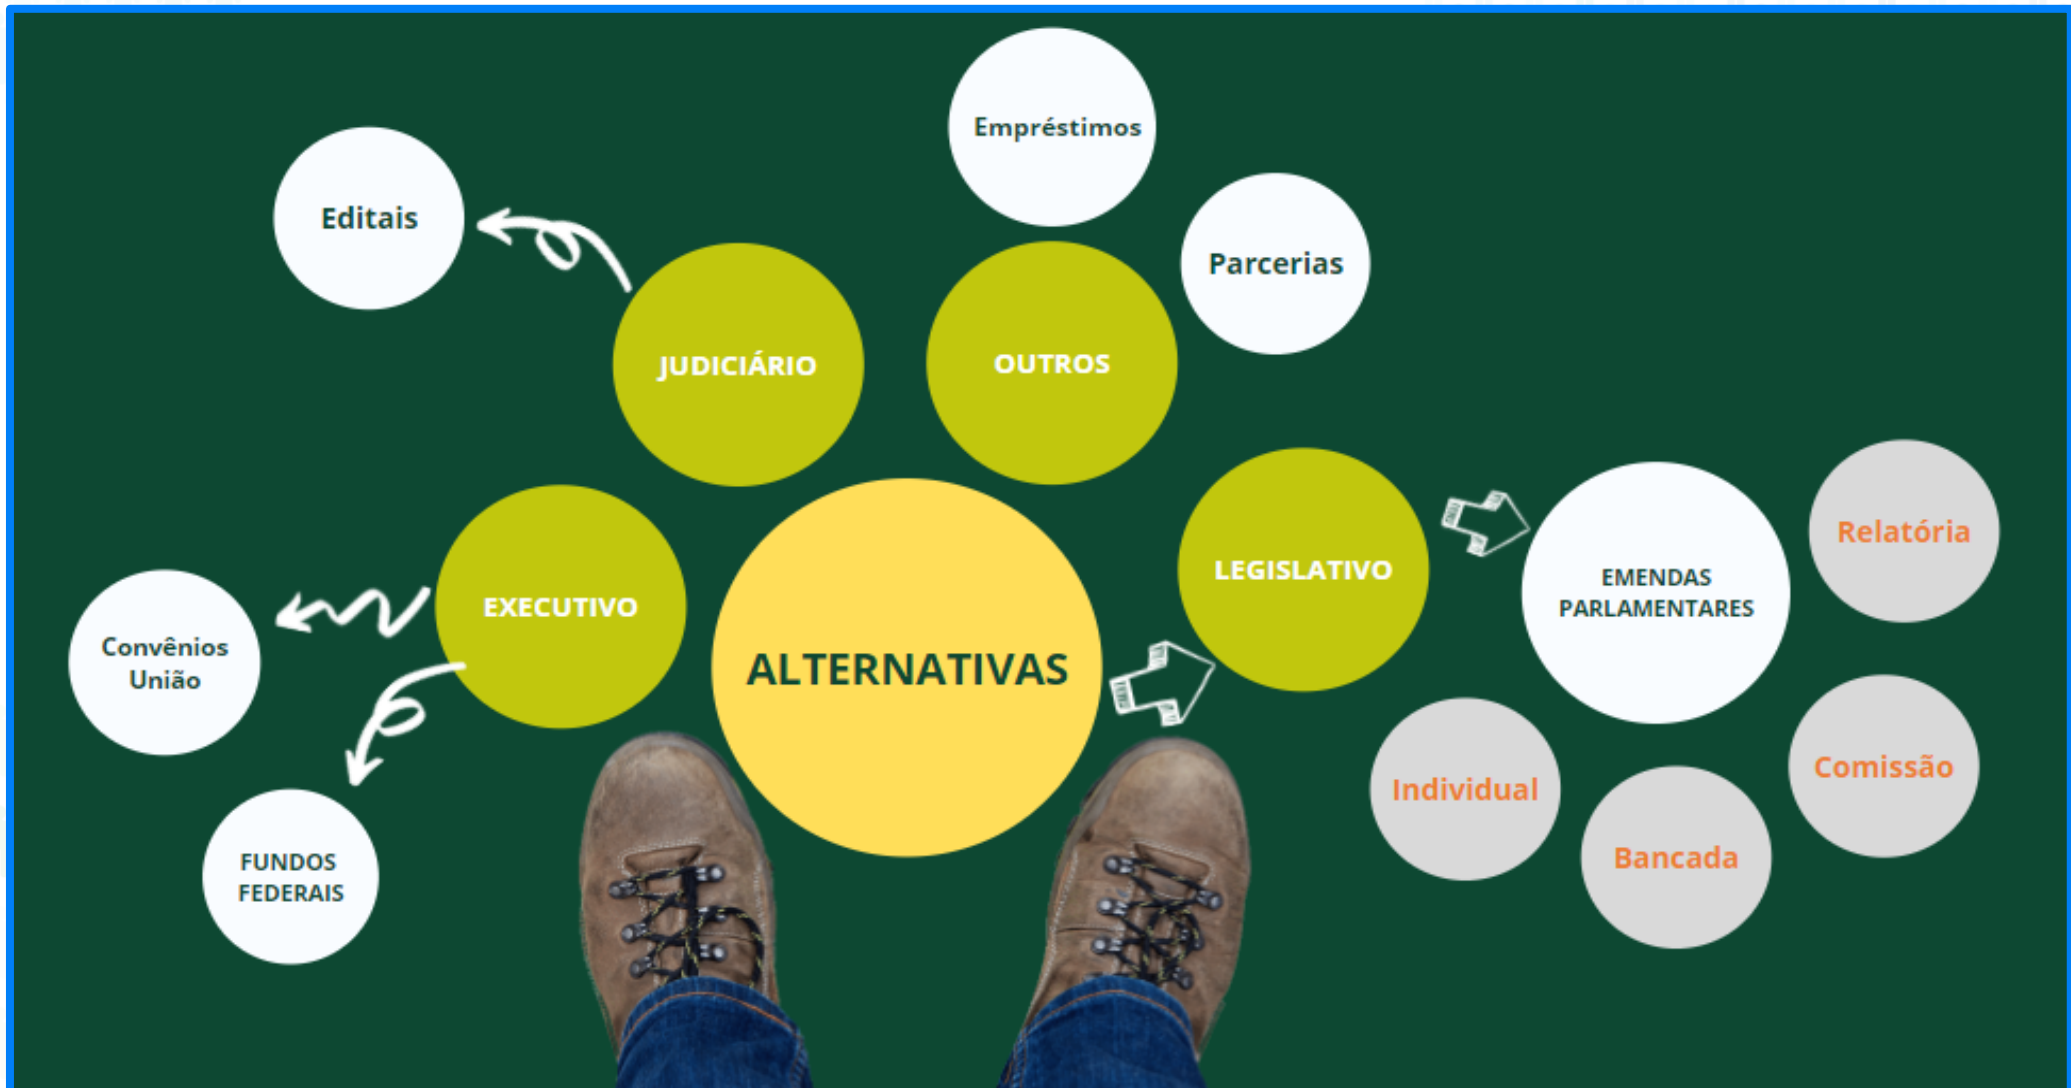 Empréstimos
Editais
Parcerias
JUDICIÁRIO
OUTROS
Relatória
LEGISLATIVO
EMENDAS
PARLAMENTARES
EXECUTIVO
Convênios
União
ALTERNATIVAS
Comissão
Individual
Bancada
FUNDOS
FEDERAIS